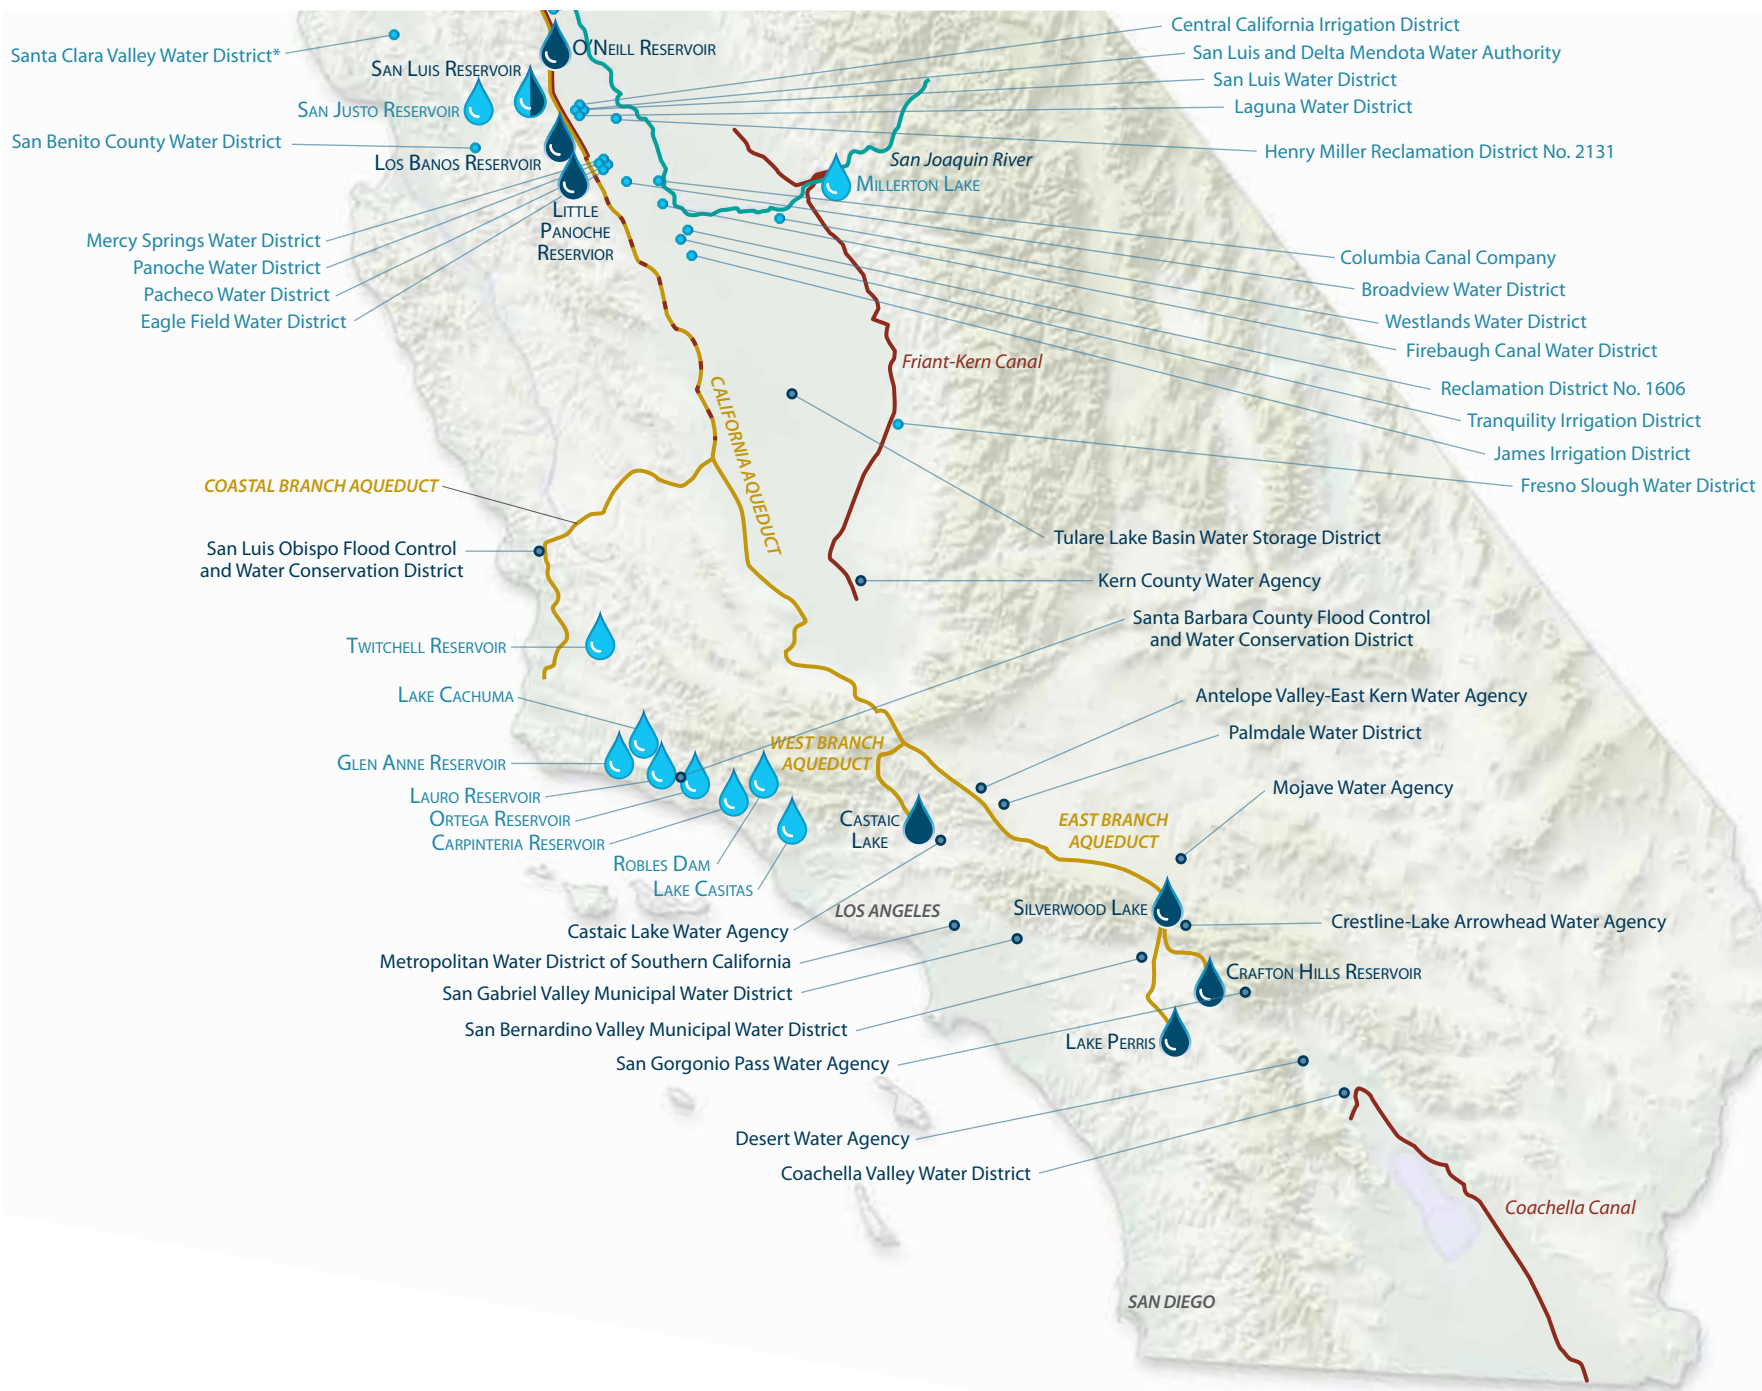 Central California Irrigation District
O'Neill Reservoir
San Luis and Delta Mendota Water Authority
Santa Clara Valley Water District*
San Luis Reservoir
San Luis Water District
San Justo Reservoir
Laguna Water District
San Benito County Water District
Henry Miller Reclamation District No. 2131
Los Banos Reservoir
San Joaquin River
Millerton Lake
Little
Panoche
Reservior
Mercy Springs Water District
Panoche Water District
Pacheco Water District
Eagle Field Water District
Columbia Canal Company
Broadview Water District
Westlands Water District
Firebaugh Canal Water District
Friant-Kern Canal
Reclamation District No. 1606
Tranquility Irrigation District
James Irrigation District
Fresno Slough Water District
CALIFORNIA AQUEDUCT
COASTAL BRANCH AQUEDUCT
Tulare Lake Basin Water Storage District
San Luis Obispo Flood Control
and Water Conservation District
Kern County Water Agency
Santa Barbara County Flood Control
and Water Conservation District
Twitchell Reservoir
Lake Cachuma
Antelope Valley-East Kern Water Agency
Palmdale Water District
WEST BRANCH
AQUEDUCT
Glen Anne Reservoir
Mojave Water Agency
Lauro Reservoir
Ortega Reservoir
Carpinteria Reservoir
Castaic
Lake
EAST BRANCH
AQUEDUCT
Robles Dam
Lake Casitas
LOS ANGELES
Silverwood Lake
Crestline-Lake Arrowhead Water Agency
Castaic Lake Water Agency
Metropolitan Water District of Southern California
Crafton Hills Reservoir
San Gabriel Valley Municipal Water District
San Bernardino Valley Municipal Water District
Lake Perris
San Gorgonio Pass Water Agency
Desert Water Agency
Coachella Valley Water District
Coachella Canal
SAN DIEGO